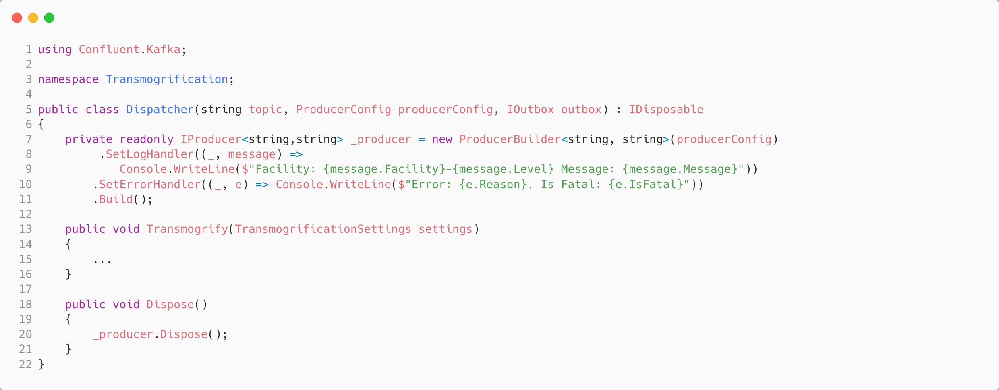 1 using Confluent.Kafka;
2
3 namespace Transmogrification;
4
5 public class Dispatcher(string topic, ProducerConfig producerConfig, IOutbox outbox) : IDisposable
6 {
7     private readonly IProducer<string,string> _producer = new ProducerBuilder<string, string>(producerConfig)
8          .SetLogHandler((_, message) =>
9             Console.WriteLine($"Facility: {message.Facility}-{message.Level} Message: {message.Message}"))
10         .SetErrorHandler((_, e) => Console.WriteLine($"Error: {e.Reason}. Is Fatal: {e.IsFatal}"))
11         .Build();
12
13     public void Transmogrify(TransmogrificationSettings settings)
14     {
15         ...
16     }
17
18     public void Dispose()
19     {
20         _producer.Dispose();
21     }
22 }